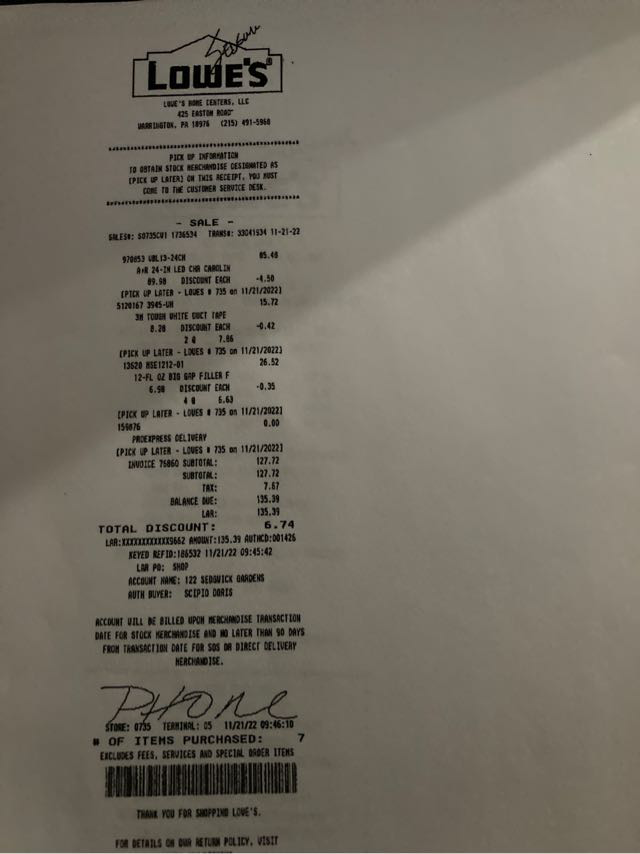 LOWE'S®
LOWE'S HOME CENTERS, LLC
425 EASTON ROAD
WARRINGTON, PA 18976 (215) 491-5960
PICK UP INFORMATION
TO OBTAIN STOCK MERCHANDISE DESIGNATED AS
[PICK UP LATER] ON THIS RECEIPT, YOU MUST
COME TO THE CUSTOMER SERVICE DESK.
- SALE -
SALES#: S0735CW1 1736534 TRANS#: 33041934 11-21-22
970853 VBL13-24CH 85.48
A+R 24-IN LED CHR CAROLIN
89.98 DISCOUNT EACH -4.50
[PICK UP LATER - LOWES # 735 on 11/21/2022]
5120167 3945-WH 15.72
3M TOUGH WHITE DUCT TAPE
8.28 DISCOUNT EACH -0.42
2 @ 7.86
[PICK UP LATER - LOWES # 735 on 11/21/2022]
13620 HSE1212-01 26.52
12-FL OZ BIG GAP FILLER F
6.98 DISCOUNT EACH -0.35
4 @ 6.63
[PICK UP LATER - LOWES # 735 on 11/21/2022]
159876 0.00
PROEXPRESS DELIVERY
[PICK UP LATER - LOWES # 735 on 11/21/2022]
INVOICE 76860 SUBTOTAL: 127.72
SUBTOTAL: 127.72
TAX: 7.67
BALANCE DUE: 135.39
LAR: 135.39
TOTAL DISCOUNT: 6.74
LAR:XXXXXXXXXXXX9662 AMOUNT:135.39 AUTHCD:001426
KEYED REFID:186532 11/21/22 09:45:42
LAR PO: SHOP
ACCOUNT NAME: 122 SEDGWICK GARDENS
AUTH BUYER: SCIPIO DORIS
ACCOUNT WILL BE BILLED UPON MERCHANDISE TRANSACTION
DATE FOR STOCK MERCHANDISE AND NO LATER THAN 90 DAYS
FROM TRANSACTION DATE FOR SOS OR DIRECT DELIVERY
MERCHANDISE.
PHONE
STORE: 0735 TERMINAL: 05 11/21/22 09:46:10
# OF ITEMS PURCHASED: 7
EXCLUDES FEES, SERVICES AND SPECIAL ORDER ITEMS
THANK YOU FOR SHOPPING LOWE'S.
FOR DETAILS ON OUR RETURN POLICY, VISIT